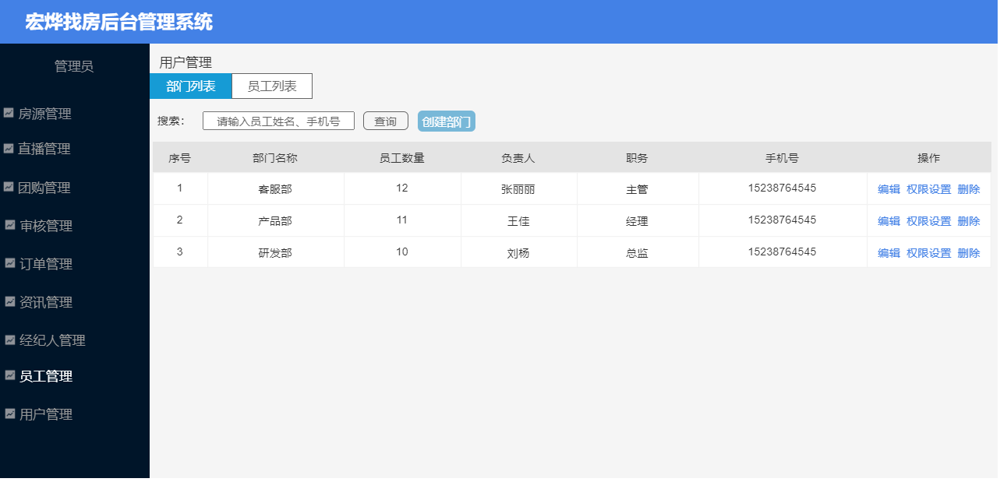 宏烨找房后台管理系统
管理员
房源管理
直播管理
团购管理
审核管理
订单管理
资讯管理
经纪人管理
员工管理
用户管理
用户管理
部门列表 员工列表
搜索： 请输入员工姓名、手机号 查询 创建部门
序号 部门名称 员工数量 负责人 职务 手机号 操作
1 客服部 12 张丽丽 主管 15238764545 编辑 权限设置 删除
2 产品部 11 王佳 经理 15238764545 编辑 权限设置 删除
3 研发部 10 刘杨 总监 15238764545 编辑 权限设置 删除